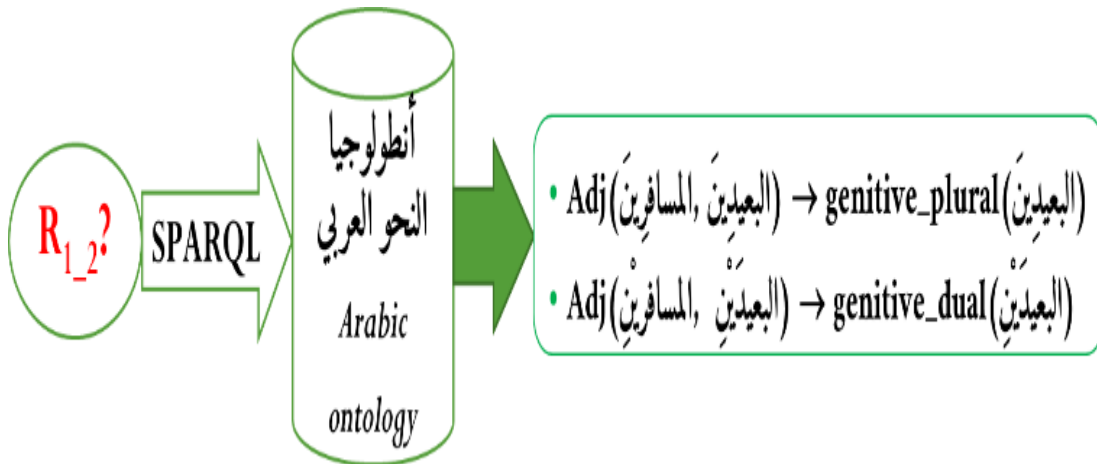 R1_2?
SPARQL
أنطولوجيا
النحو العربي
Arabic
ontology
• Adj(البعيدِينَ ,المسافرِينَ) → genitive_plural(البعيدِينَ)
• Adj(البعيدَيْنِ ,المسافرَيْنِ) → genitive_dual(البعيدَيْنِ)